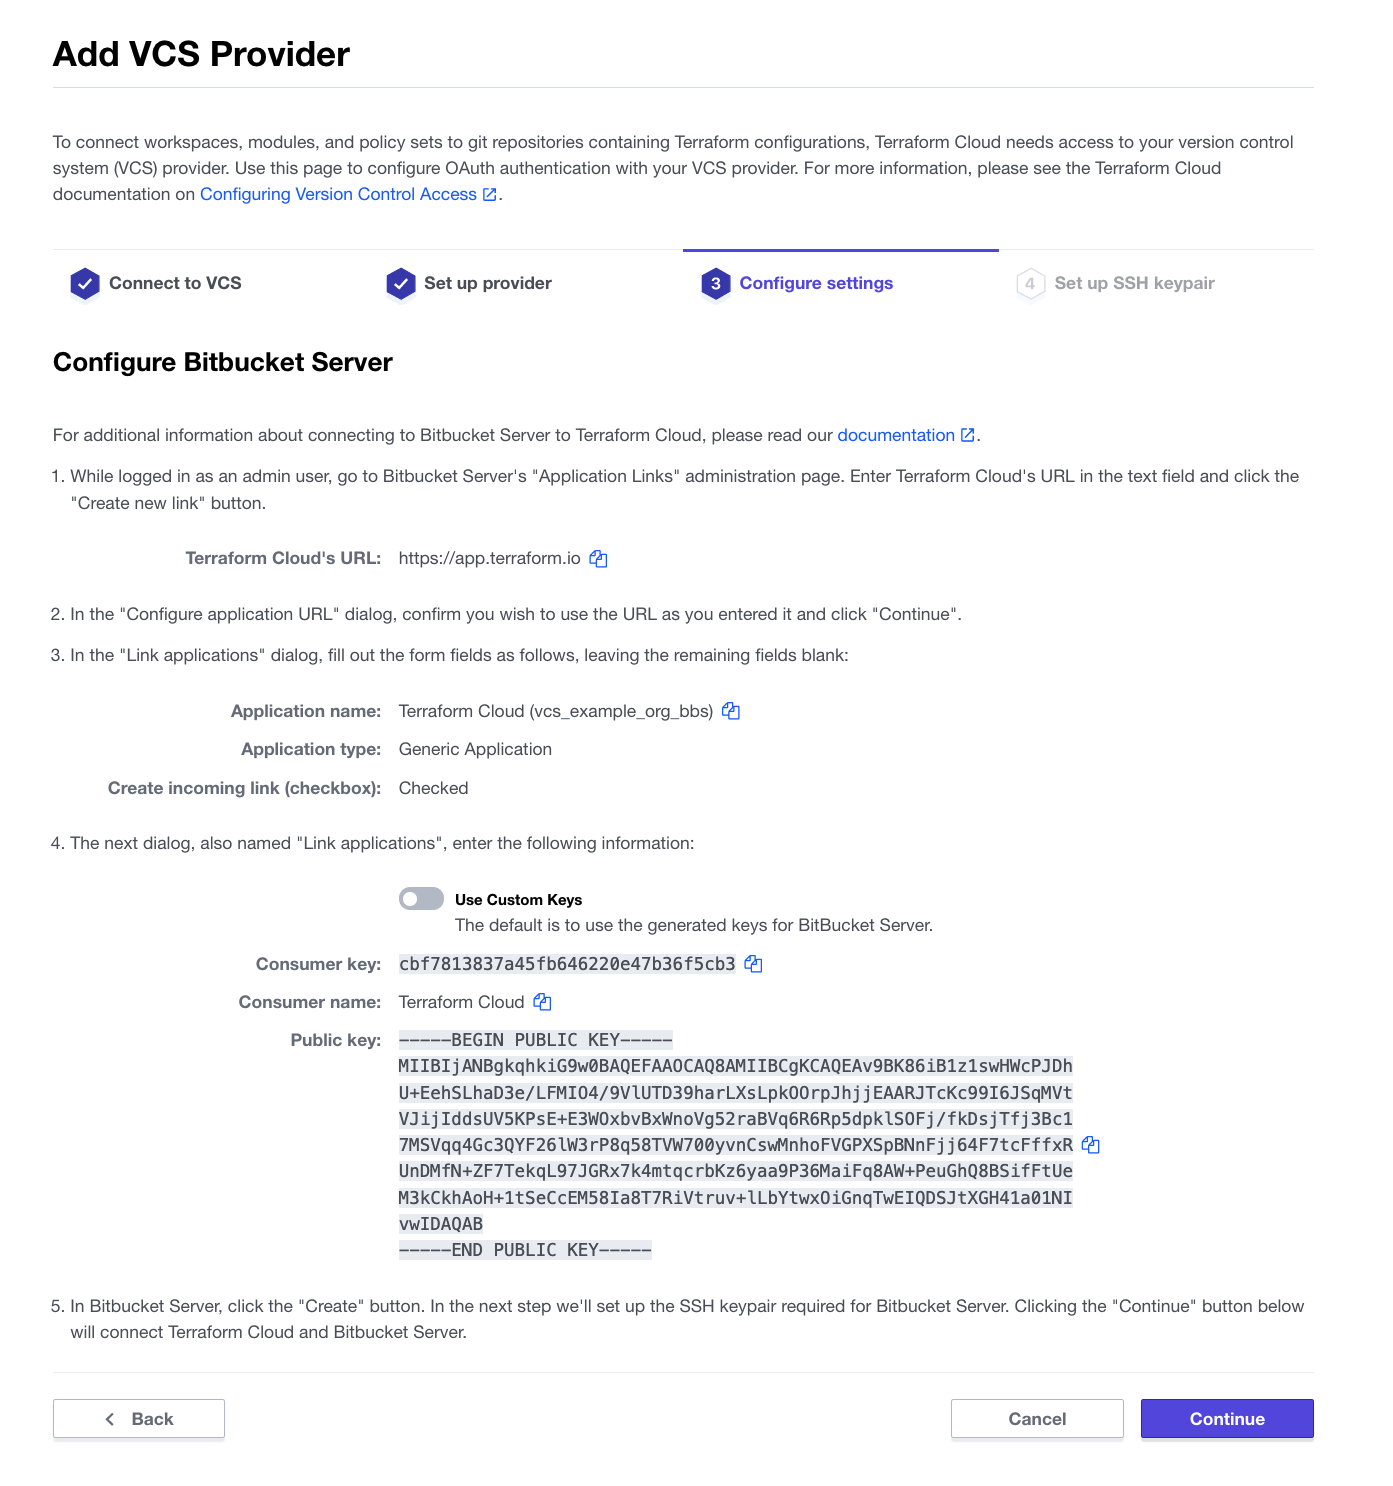 Add VCS Provider
To connect workspaces, modules, and policy sets to git repositories containing Terraform configurations, Terraform Cloud needs access to your version control
system (VCS) provider. Use this page to configure OAuth authentication with your VCS provider. For more information, please see the Terraform Cloud
documentation on Configuring Version Control Access.
Connect to VCS
Set up provider
3 Configure settings
4 Set up SSH keypair
Configure Bitbucket Server
For additional information about connecting to Bitbucket Server to Terraform Cloud, please read our documentation.
1. While logged in as an admin user, go to Bitbucket Server's "Application Links" administration page. Enter Terraform Cloud's URL in the text field and click the
"Create new link" button.
Terraform Cloud's URL: https://app.terraform.io
2. In the "Configure application URL" dialog, confirm you wish to use the URL as you entered it and click "Continue".
3. In the "Link applications" dialog, fill out the form fields as follows, leaving the remaining fields blank:
Application name: Terraform Cloud (vcs_example_org_bbs)
Application type: Generic Application
Create incoming link (checkbox): Checked
4. The next dialog, also named "Link applications", enter the following information:
Use Custom Keys
The default is to use the generated keys for BitBucket Server.
Consumer key: cbf7813837a45fb646220e47b36f5cb3
Consumer name: Terraform Cloud
Public key: -----BEGIN PUBLIC KEY-----
MIIBIjANBgkqhkiG9w0BAQEFAAOCAQ8AMIIBCgKCAQEAv9BK86iB1z1swHWcPJDh
U+EehSLhaD3e/LFMIO4/9VlUTD39harLXsLpkOOrpJhjjEAARJTcKc99I6JSqMVt
VJijIddsUV5KPsE+E3WOxbvBxWnoVg52raBVq6R6Rp5dpklSOFj/fkDsjTfj3Bc1
7MSVqq4Gc3QYF26lW3rP8q58TVW700yvnCswMnhoFVGPXSpBNnFjj64F7tcFffxR
UnDMfN+ZF7TekqL97JGRx7k4mtqcrbKz6yaa9P36MaiFq8AW+PeuGhQ8BSifFtUe
M3kCkhAoH+1tSeCcEM58Ia8T7RiVtruv+lLbYtwxOiGnqTwEIQDSJtXGH41a01NI
vwIDAQAB
-----END PUBLIC KEY-----
5. In Bitbucket Server, click the "Create" button. In the next step we'll set up the SSH keypair required for Bitbucket Server. Clicking the "Continue" button below
will connect Terraform Cloud and Bitbucket Server.
Back
Cancel
Continue